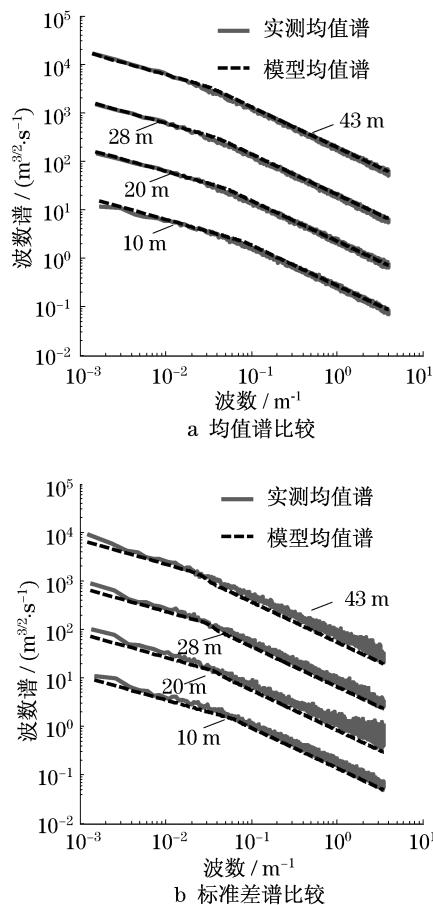 10⁵
10⁴
10³
10²
10¹
10⁰
10⁻¹
10⁻²
波数谱 / (m³ᐟ²·s⁻¹)
实测均值谱
模型均值谱
43 m
28 m
20 m
10 m
10⁻³ 10⁻² 10⁻¹ 10⁰ 10¹
波数 / m⁻¹
a 均值谱比较
10⁵
10⁴
10³
10²
10¹
10⁰
10⁻¹
10⁻²
波数谱 / (m³ᐟ²·s⁻¹)
实测均值谱
模型均值谱
43 m
28 m
20 m
10 m
10⁻³ 10⁻² 10⁻¹ 10⁰ 10¹
波数 / m⁻¹
b 标准差谱比较